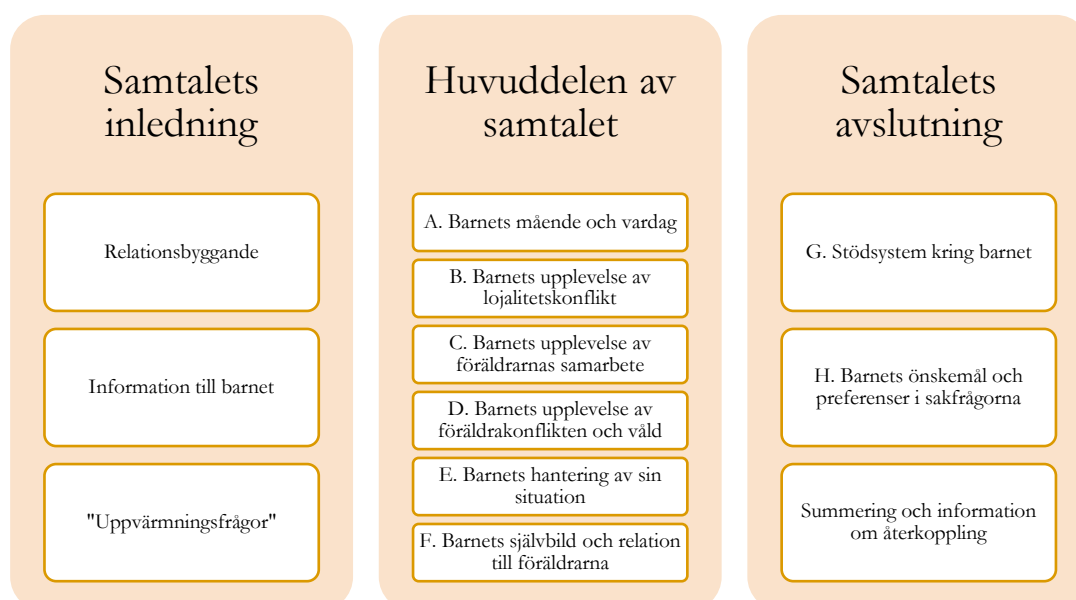 Samtalets
inledning
Relationsbyggande
Information till barnet
"Uppvärmningsfrågor"
Huvuddelen av
samtalet
A. Barnets mående och vardag
B. Barnets upplevelse av
lojalitetskonflikt
C. Barnets upplevelse av
föräldrarnas samarbete
D. Barnets upplevelse av
föräldrakonflikten och våld
E. Barnets hantering av sin
situation
F. Barnets självbild och relation
till föräldrarna
Samtalets
avslutning
G. Stödsystem kring barnet
H. Barnets önskemål och
preferenser i sakfrågorna
Summering och information
om återkoppling